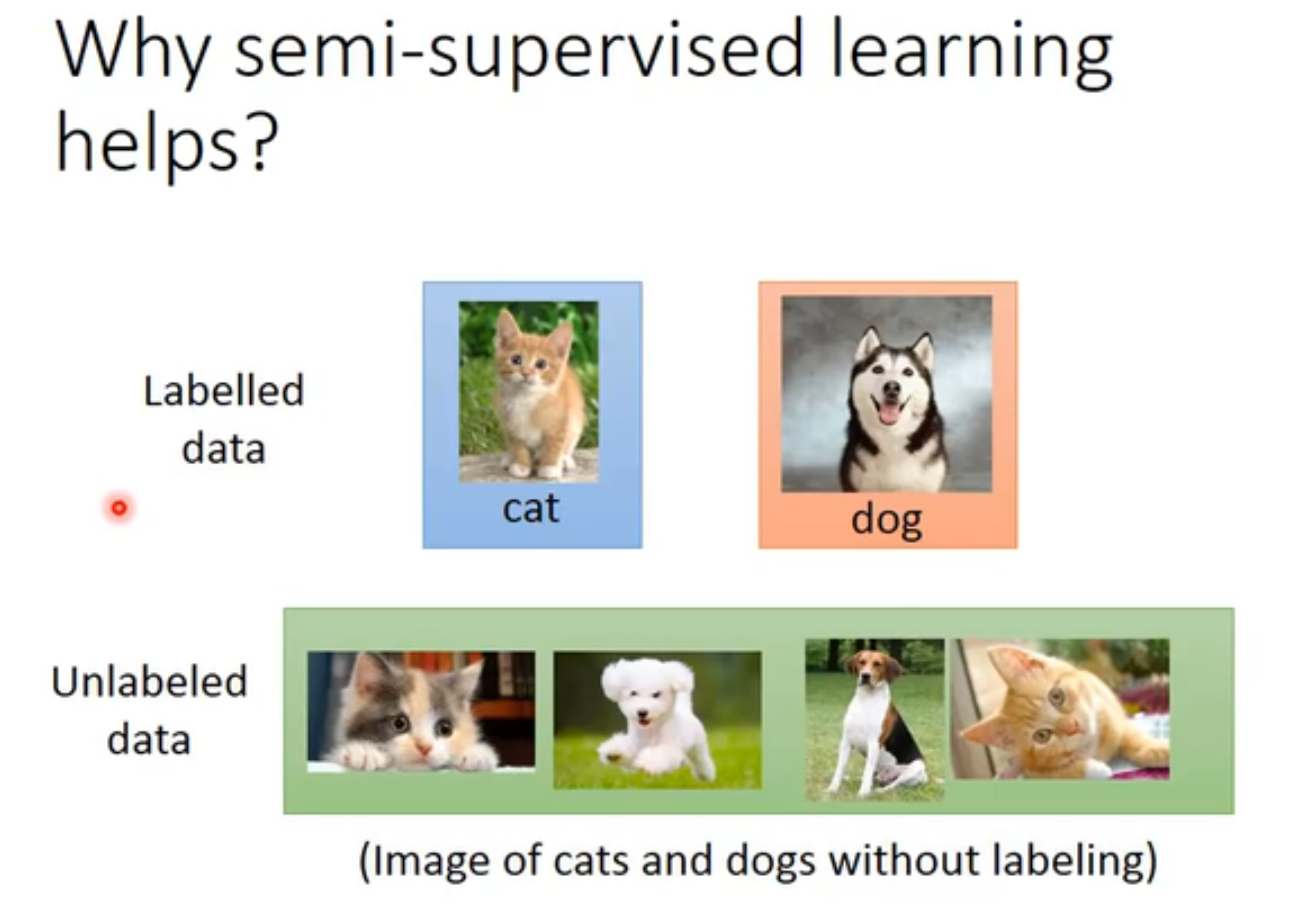 Why semi-supervised learning
helps?
Labelled
data
cat
dog
Unlabeled
data
(Image of cats and dogs without labeling)